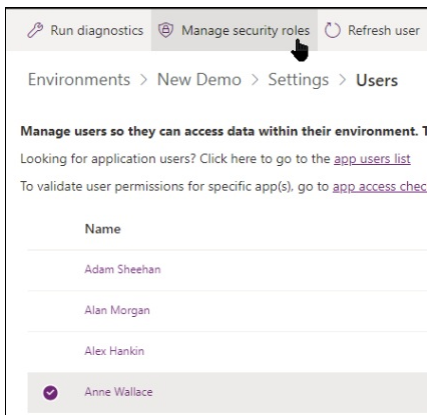 Run diagnostics Manage security roles Refresh user
Environments > New Demo > Settings > Users
Manage users so they can access data within their environment.
Looking for application users? Click here to go to the app users list
To validate user permissions for specific app(s), go to app access chec
Name
Adam Sheehan
Alan Morgan
Alex Hankin
Anne Wallace